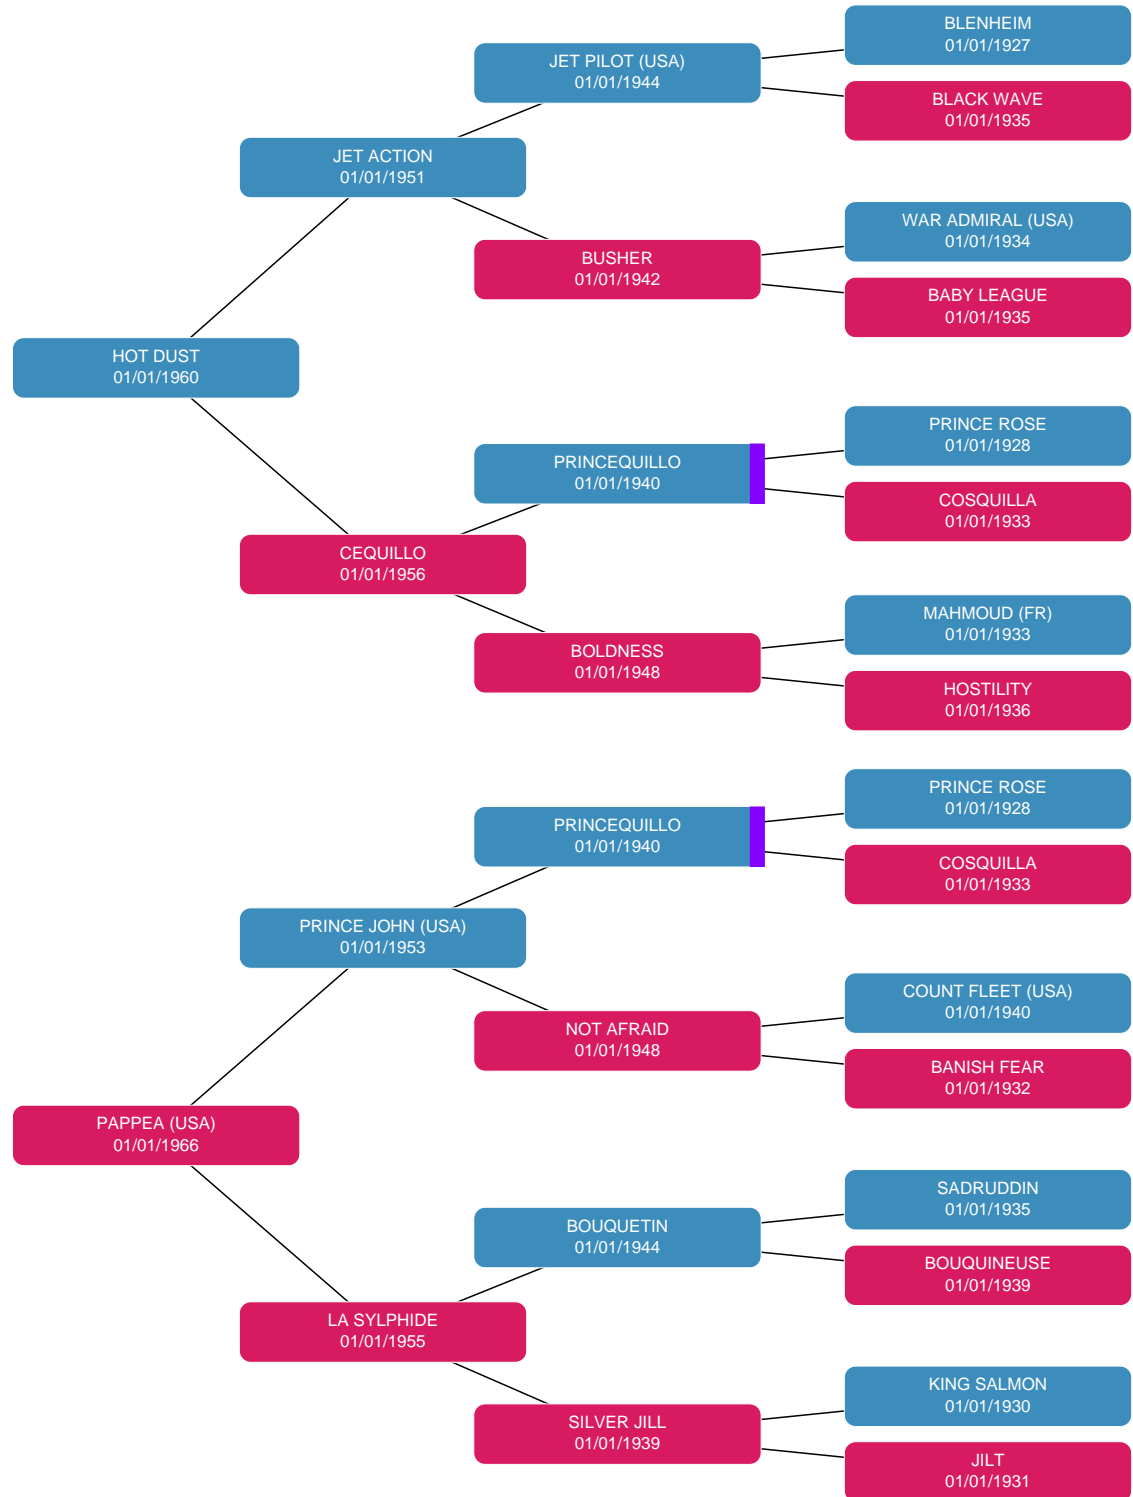 BLENHEIM
01/01/1927
JET PILOT (USA)
01/01/1944
BLACK WAVE
01/01/1935
JET ACTION
01/01/1951
WAR ADMIRAL (USA)
01/01/1934
BUSHER
01/01/1942
BABY LEAGUE
01/01/1935
HOT DUST
01/01/1960
PRINCE ROSE
01/01/1928
PRINCEQUILLO
01/01/1940
COSQUILLA
01/01/1933
CEQUILLO
01/01/1956
MAHMOUD (FR)
01/01/1933
BOLDNESS
01/01/1948
HOSTILITY
01/01/1936
PRINCE ROSE
01/01/1928
PRINCEQUILLO
01/01/1940
COSQUILLA
01/01/1933
PRINCE JOHN (USA)
01/01/1953
COUNT FLEET (USA)
01/01/1940
NOT AFRAID
01/01/1948
BANISH FEAR
01/01/1932
PAPPEA (USA)
01/01/1966
SADRUDDIN
01/01/1935
BOUQUETIN
01/01/1944
BOUQUINEUSE
01/01/1939
LA SYLPHIDE
01/01/1955
KING SALMON
01/01/1930
SILVER JILL
01/01/1939
JILT
01/01/1931